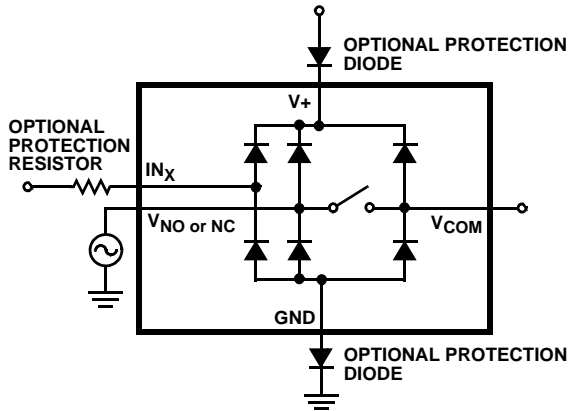 OPTIONAL PROTECTION
DIODE
V+
OPTIONAL
PROTECTION
RESISTOR
INX
VNO or NC
VCOM
GND
OPTIONAL PROTECTION
DIODE